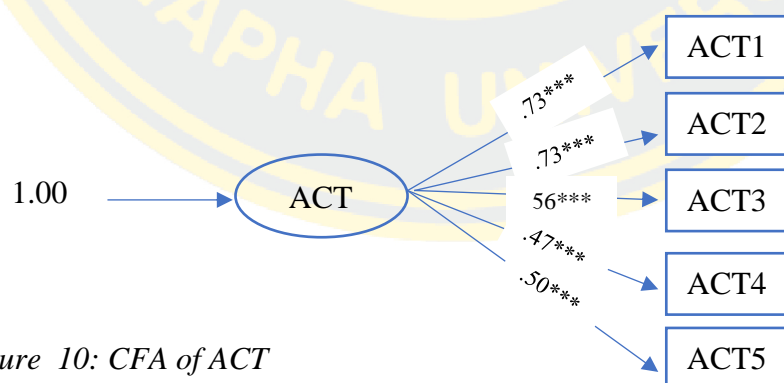 ACT1
.73***
ACT2
.73***
1.00
ACT
56***
ACT3
.47***
ACT4
.50***
ure 10: CFA of ACT
ACT5